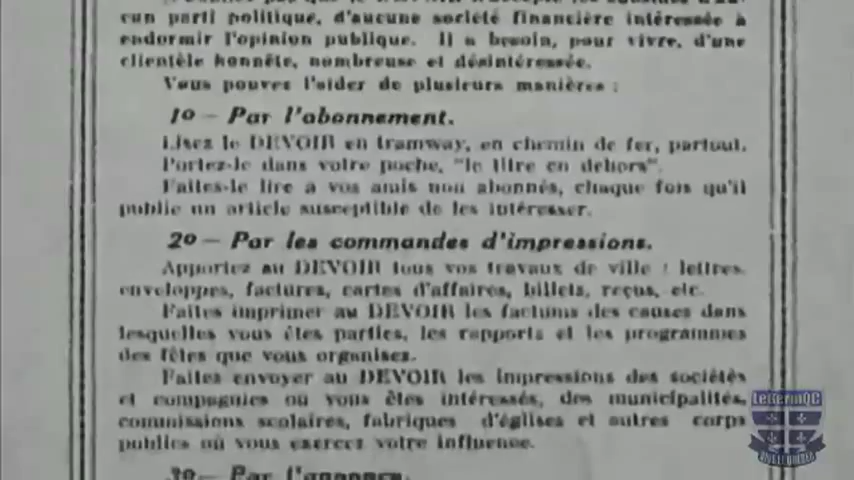 cun parti politique, d'aucune société financière intéressée à
endormir l'opinion publique. Il a besoin, pour vivre, d'une
clientèle honnête, nombreuse et désintéressée.
Vous pouvez l'aider de plusieurs manières :
1o — Par l'abonnement.
Lisez le DEVOIR en tramway, en chemin de fer, partout.
Portez-le dans votre poche, "le titre en dehors".
Faites-le lire à vos amis non abonnés, chaque fois qu'il
publie un article susceptible de les intéresser.
2o — Par les commandes d'impressions.
Apportez au DEVOIR tous vos travaux de ville : lettres,
enveloppes, factures, cartes d'affaires, billets, reçus, etc.
Faites imprimer au DEVOIR les factums des causes dans
lesquelles vous êtes parties, les rapports et les programmes
des fêtes que vous organisez.
Faites envoyer au DEVOIR les impressions des sociétés
et compagnies où vous êtes intéressés, des municipalités,
commissions scolaires, fabriques d'églises et autres corps
publics où vous exercez votre influence.
3o — Par l'annonce.
LeGermQC